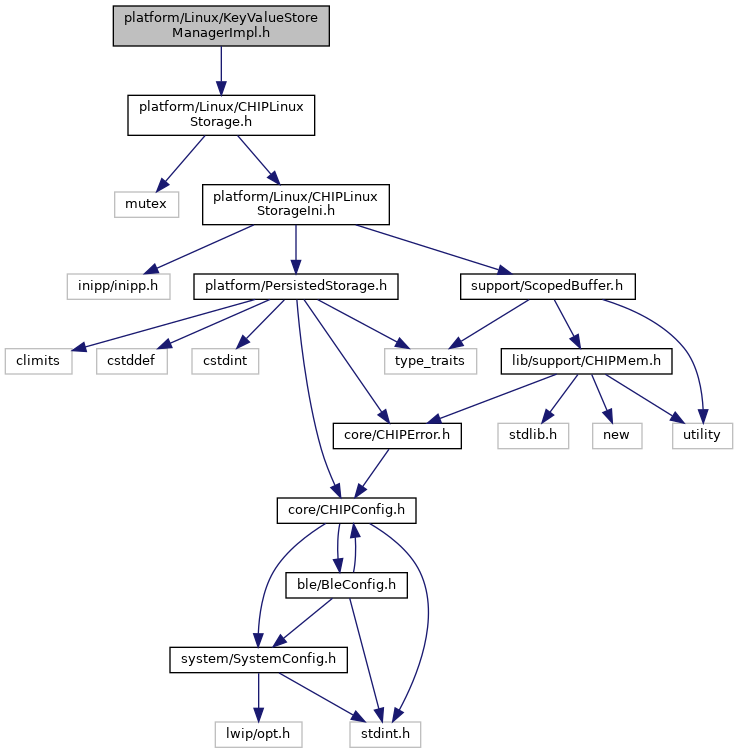 platform/Linux/KeyValueStore
ManagerImpl.h
platform/Linux/CHIPLinux
Storage.h
mutex
platform/Linux/CHIPLinux
StorageIni.h
inipp/inipp.h
platform/PersistedStorage.h
support/ScopedBuffer.h
climits
cstddef
cstdint
type_traits
lib/support/CHIPMem.h
core/CHIPError.h
stdlib.h
new
utility
core/CHIPConfig.h
ble/BleConfig.h
system/SystemConfig.h
lwip/opt.h
stdint.h